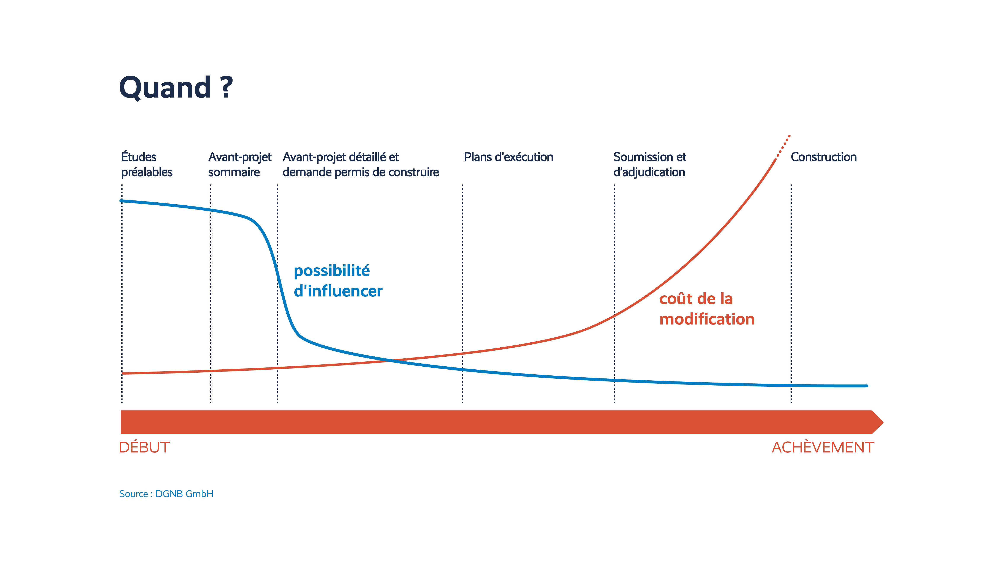 Quand ?
Études
préalables
Avant-projet
sommaire
Avant-projet détaillé et
demande permis de construire
Plans d'exécution
Soumission et
d’adjudication
Construction
possibilité
d'influencer
coût de la
modification
DÉBUT
ACHÈVEMENT
Source : DGNB GmbH